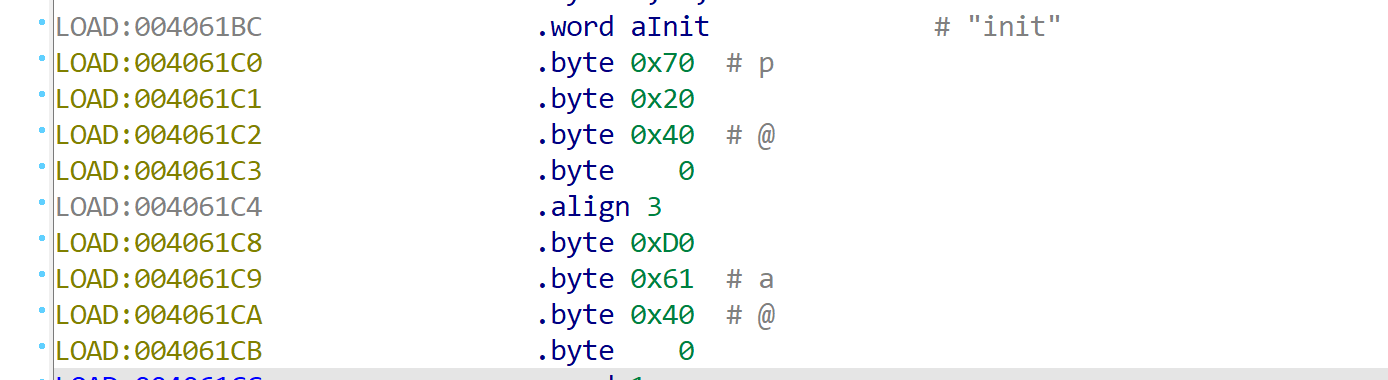 LOAD:004061BC .word aInit # "init"
LOAD:004061C0 .byte 0x70 # p
LOAD:004061C1 .byte 0x20
LOAD:004061C2 .byte 0x40 # @
LOAD:004061C3 .byte 0
LOAD:004061C4 .align 3
LOAD:004061C8 .byte 0xD0
LOAD:004061C9 .byte 0x61 # a
LOAD:004061CA .byte 0x40 # @
LOAD:004061CB .byte 0